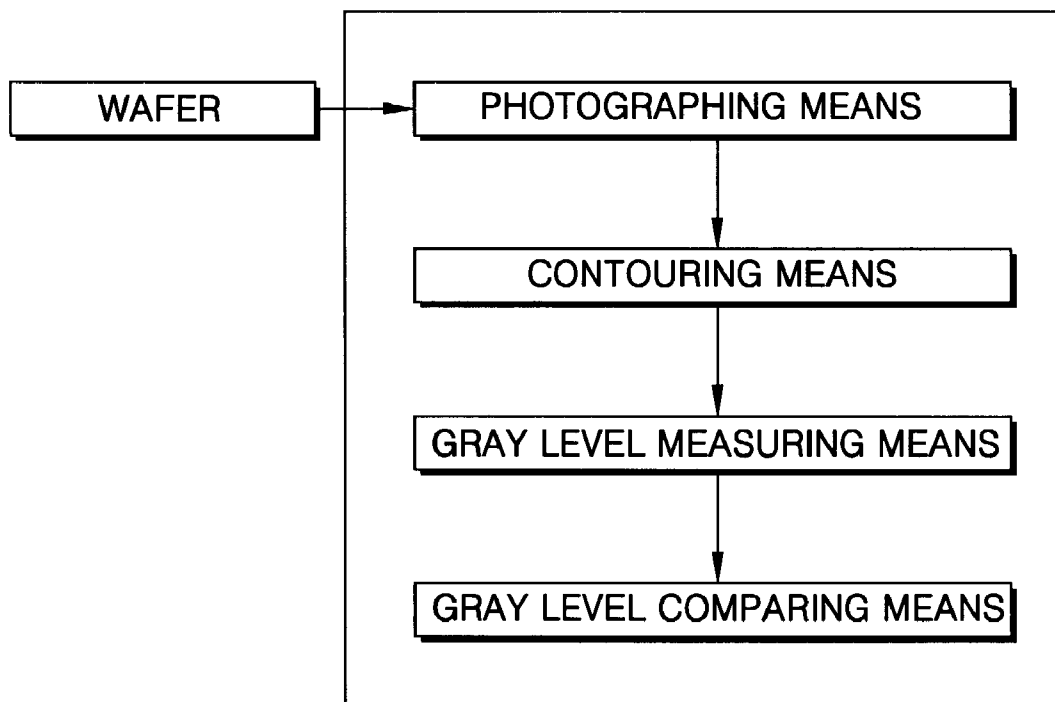 WAFER
PHOTOGRAPHING MEANS
CONTOURING MEANS
GRAY LEVEL MEASURING MEANS
GRAY LEVEL COMPARING MEANS